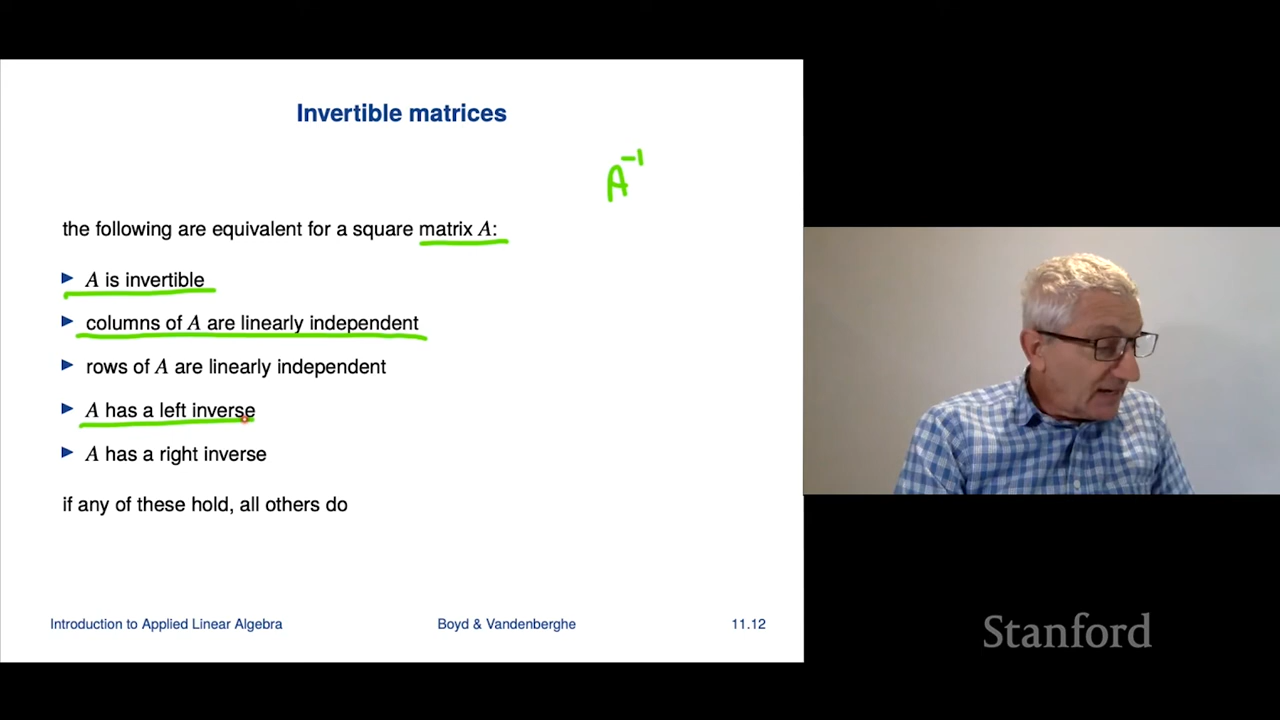 Invertible matrices
A⁻¹
the following are equivalent for a square matrix A:
▶ A is invertible
▶ columns of A are linearly independent
▶ rows of A are linearly independent
▶ A has a left inverse
▶ A has a right inverse
if any of these hold, all others do
Introduction to Applied Linear Algebra Boyd & Vandenberghe 11.12
Stanford